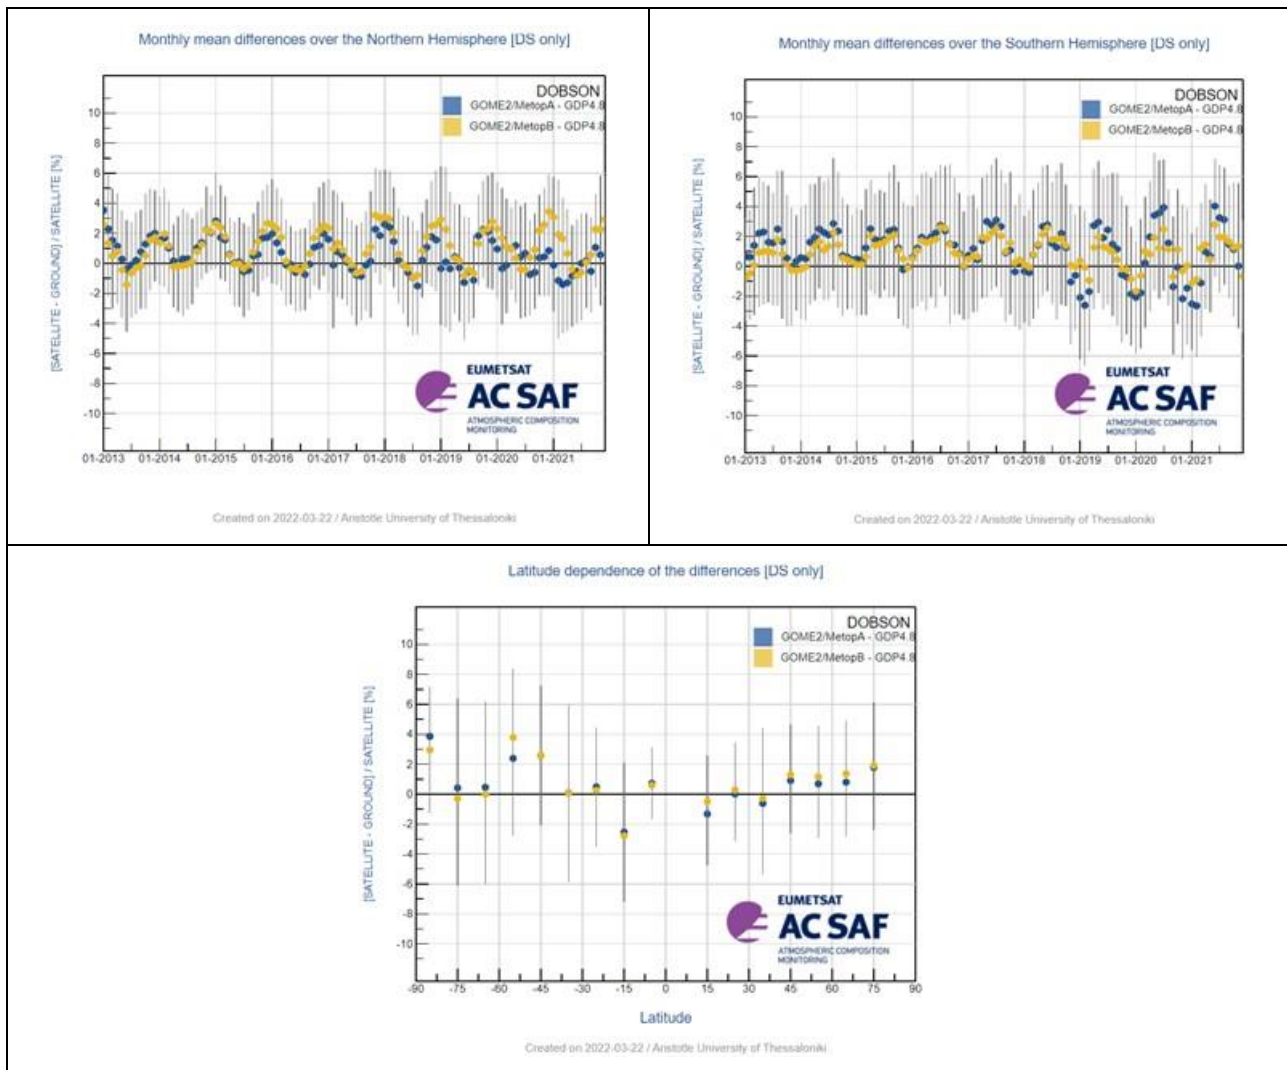 Monthly mean differences over the Northern Hemisphere [DS only]
DOBSON
GOME2/MetopA - GDP4.8
GOME2/MetopB - GDP4.8
[SATELLITE - GROUND] / SATELLITE [%]
10
8
6
4
2
0
-2
-4
-6
-8
-10
EUMETSAT
AC SAF
ATMOSPHERIC COMPOSITION
MONITORING
01-2013 01-2014 01-2015 01-2016 01-2017 01-2018 01-2019 01-2020 01-2021
Created on 2022-03-22 / Aristotle University of Thessaloniki
Monthly mean differences over the Southern Hemisphere [DS only]
DOBSON
GOME2/MetopA - GDP4.8
GOME2/MetopB - GDP4.8
[SATELLITE - GROUND] / SATELLITE [%]
10
8
6
4
2
0
-2
-4
-6
-8
-10
EUMETSAT
AC SAF
ATMOSPHERIC COMPOSITION
MONITORING
01-2013 01-2014 01-2015 01-2016 01-2017 01-2018 01-2019 01-2020 01-2021
Created on 2022-03-22 / Aristotle University of Thessaloniki
Latitude dependence of the differences [DS only]
DOBSON
GOME2/MetopA - GDP4.8
GOME2/MetopB - GDP4.8
[SATELLITE - GROUND] / SATELLITE [%]
10
8
6
4
2
0
-2
-4
-6
-8
-10
EUMETSAT
AC SAF
ATMOSPHERIC COMPOSITION
MONITORING
-90 -75 -60 -45 -30 -15 0 15 30 45 60 75 90
Latitude
Created on 2022-03-22 / Aristotle University of Thessaloniki